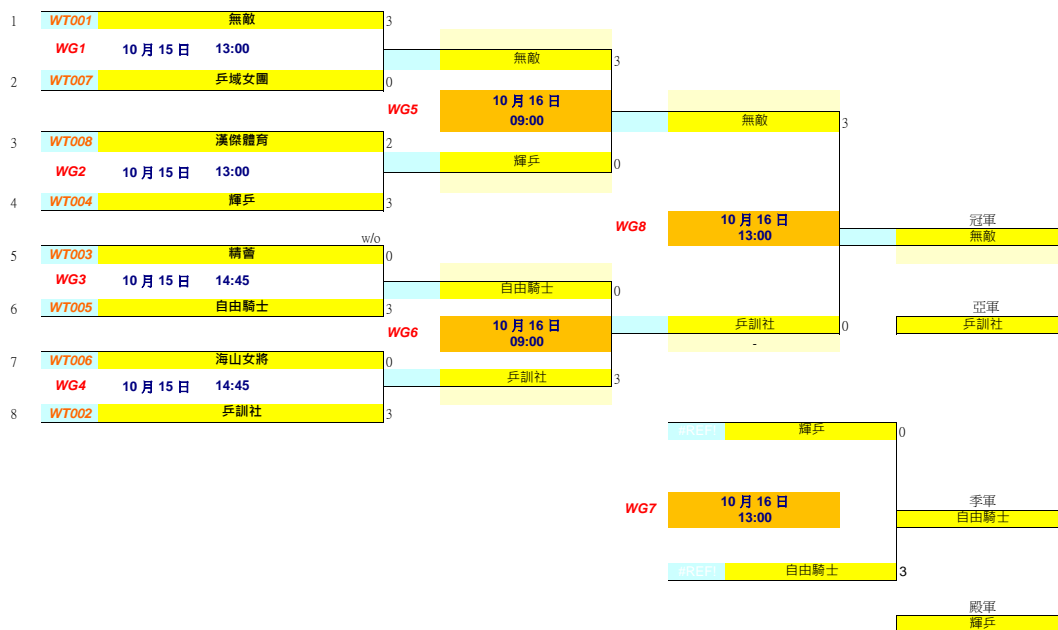 1 WT001 無敵 3
WG1 10 月 15 日 13:00
無敵 3
2 WT007 乒域女團 0
WG5 10 月 16 日
09:00
無敵 3
3 WT008 漢傑體育 2
WG2 10 月 15 日 13:00
輝乒 0
4 WT004 輝乒 3
WG8 10 月 16 日
13:00
冠軍
無敵
w/o
5 WT003 精薈 0
WG3 10 月 15 日 14:45
自由騎士 0
6 WT005 自由騎士 3
WG6 10 月 16 日
09:00
乒訓社 0
-
亞軍
乒訓社
7 WT006 海山女將 0
WG4 10 月 15 日 14:45
乒訓社 3
8 WT002 乒訓社 3
#REF! 輝乒 0
WG7 10 月 16 日
13:00
季軍
自由騎士
#REF! 自由騎士 3
殿軍
輝乒